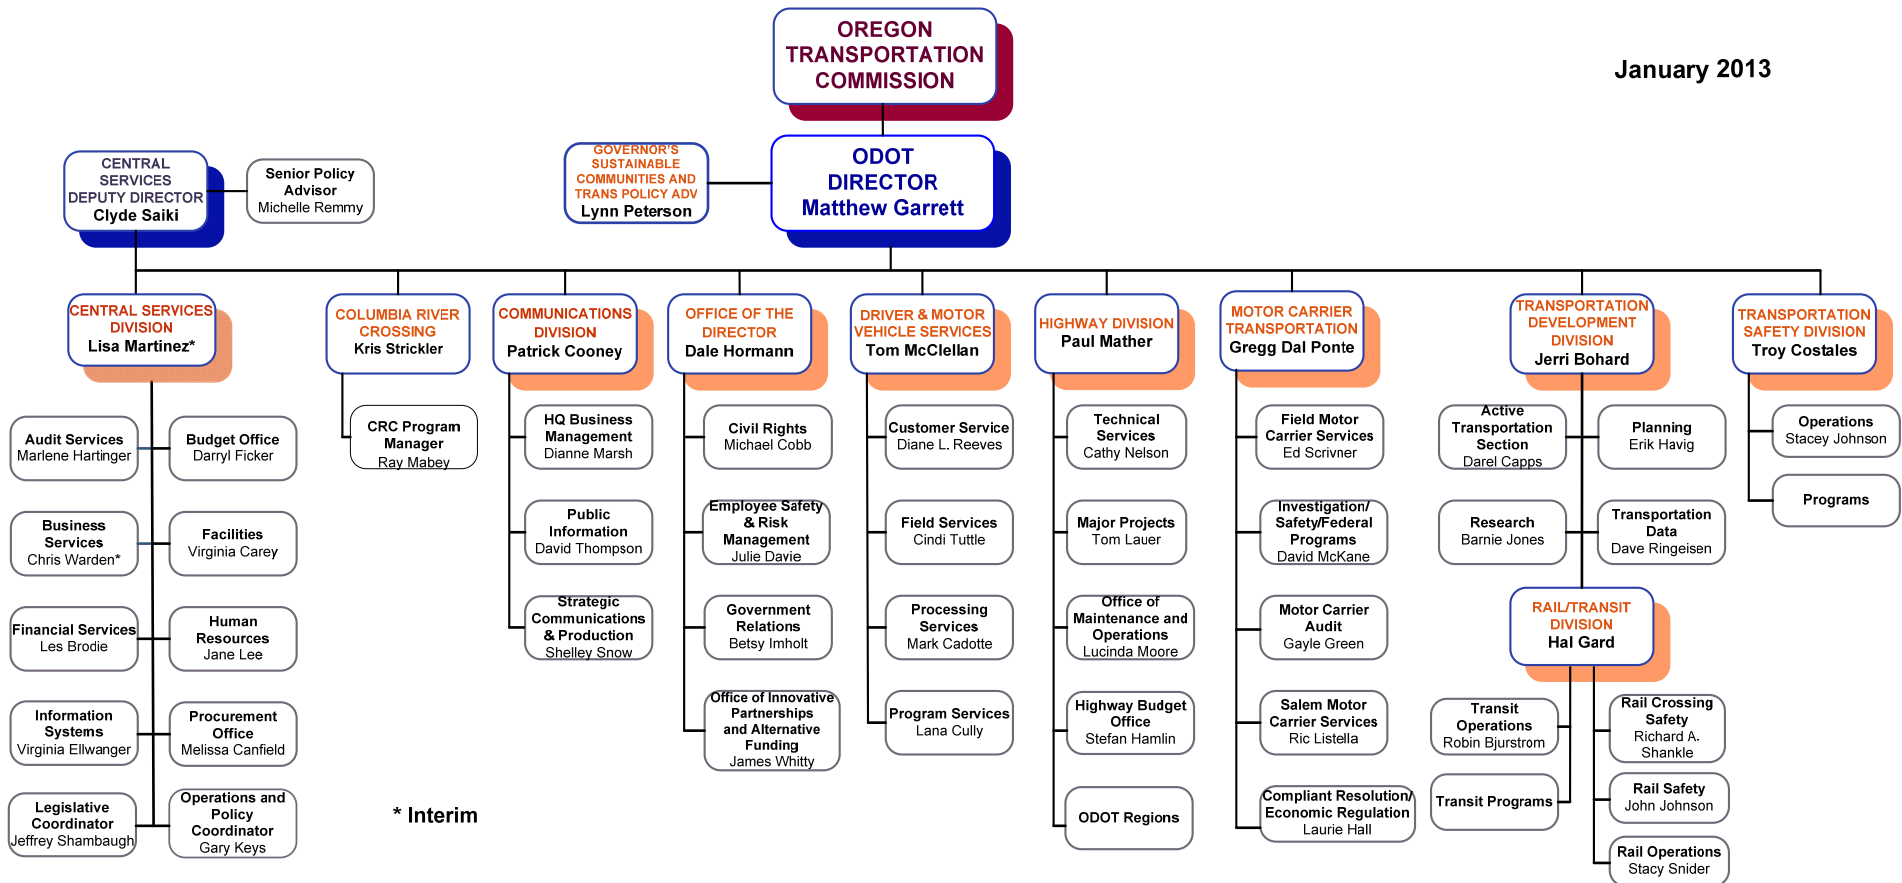 OREGON
TRANSPORTATION
COMMISSION
January 2013
CENTRAL
SERVICES
DEPUTY DIRECTOR
Clyde Saiki
Senior Policy
Advisor
Michelle Remmy
GOVERNOR'S
SUSTAINABLE
COMMUNITIES AND
TRANS POLICY ADV
Lynn Peterson
ODOT
DIRECTOR
Matthew Garrett
CENTRAL SERVICES
DIVISION
Lisa Martinez*
COLUMBIA RIVER
CROSSING
Kris Strickler
COMMUNICATIONS
DIVISION
Patrick Cooney
OFFICE OF THE
DIRECTOR
Dale Hormann
DRIVER & MOTOR
VEHICLE SERVICES
Tom McClellan
HIGHWAY DIVISION
Paul Mather
MOTOR CARRIER
TRANSPORTATION
Gregg Dal Ponte
TRANSPORTATION
DEVELOPMENT
DIVISION
Jerri Bohard
TRANSPORTATION
SAFETY DIVISION
Troy Costales
Audit Services
Marlene Hartinger
Budget Office
Darryl Ficker
Business
Services
Chris Warden*
Facilities
Virginia Carey
Financial Services
Les Brodie
Human
Resources
Jane Lee
Information
Systems
Virginia Ellwanger
Procurement
Office
Melissa Canfield
Legislative
Coordinator
Jeffrey Shambaugh
Operations and
Policy
Coordinator
Gary Keys
CRC Program
Manager
Ray Mabey
HQ Business
Management
Dianne Marsh
Public
Information
David Thompson
Strategic
Communications
& Production
Shelley Snow
Civil Rights
Michael Cobb
Employee Safety
& Risk
Management
Julie Davie
Government
Relations
Betsy Imholt
Office of Innovative
Partnerships
and Alternative
Funding
James Whitty
Customer Service
Diane L. Reeves
Field Services
Cindi Tuttle
Processing
Services
Mark Cadotte
Program Services
Lana Cully
Technical
Services
Cathy Nelson
Major Projects
Tom Lauer
Office of
Maintenance and
Operations
Lucinda Moore
Highway Budget
Office
Stefan Hamlin
ODOT Regions
Field Motor
Carrier Services
Ed Scrivner
Investigation/
Safety/Federal
Programs
David McKane
Motor Carrier
Audit
Gayle Green
Salem Motor
Carrier Services
Ric Listella
Compliant Resolution/
Economic Regulation
Laurie Hall
Active
Transportation
Section
Darel Capps
Planning
Erik Havig
Research
Barnie Jones
Transportation
Data
Dave Ringeisen
RAIL/TRANSIT
DIVISION
Hal Gard
Transit
Operations
Robin Bjurstrom
Transit Programs
Rail Crossing
Safety
Richard A.
Shankle
Rail Safety
John Johnson
Rail Operations
Stacy Snider
Operations
Stacey Johnson
Programs
* Interim